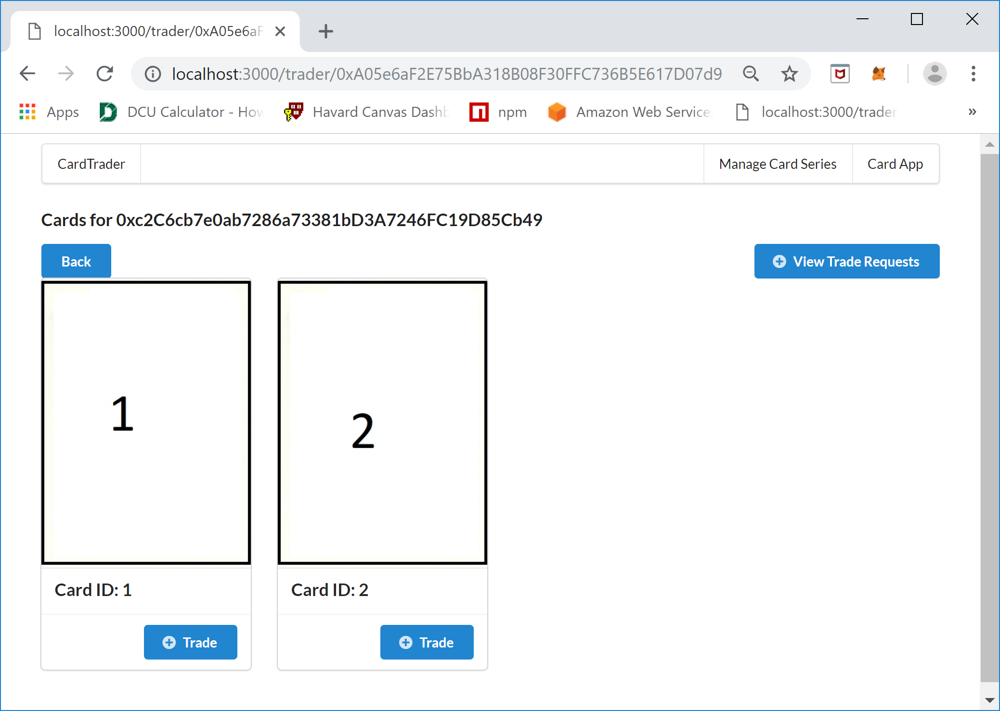 localhost:3000/trader/0xA05e6aF
localhost:3000/trader/0xA05e6aF2E75BbA318B08F30FFC736B5E617D07d9
Apps DCU Calculator - How Havard Canvas Dashb npm Amazon Web Services localhost:3000/trader »
CardTrader Manage Card Series Card App
Cards for 0xc2C6cb7e0ab7286a73381bD3A7246FC19D85Cb49
Back View Trade Requests
1 2
Card ID: 1 Card ID: 2
Trade Trade